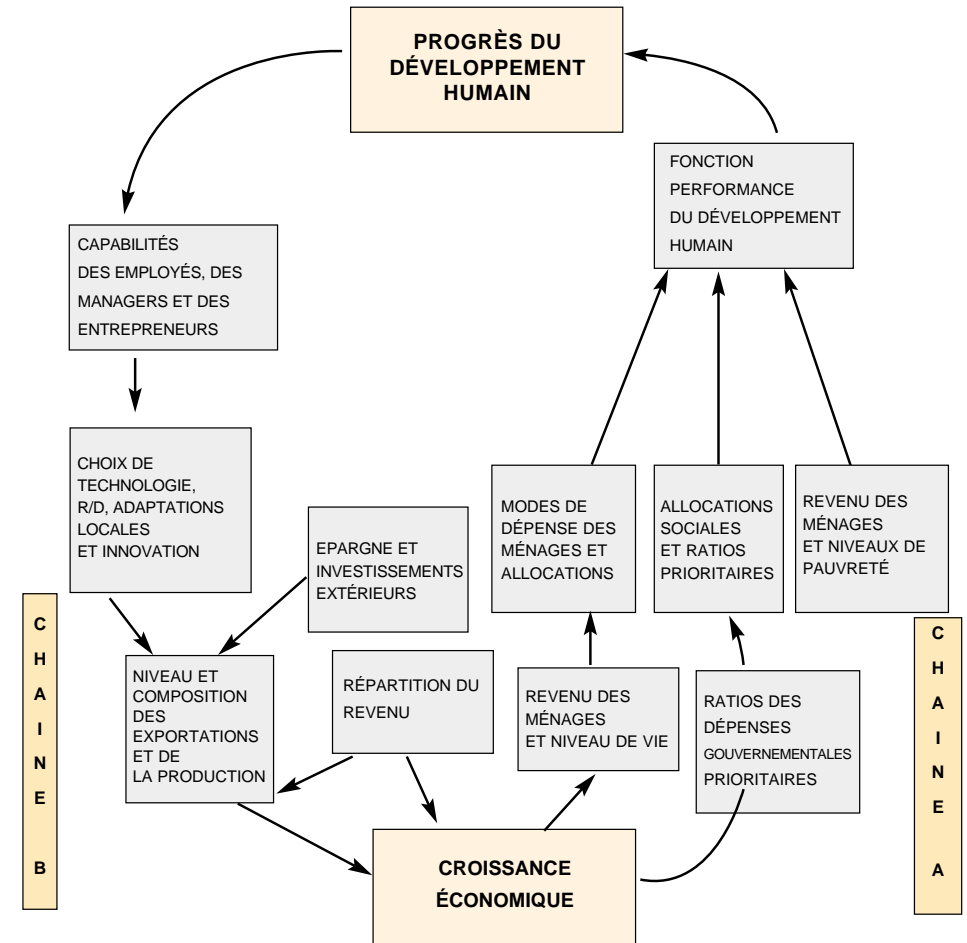 PROGRÈS DU
DÉVELOPPEMENT
HUMAIN
FONCTION
PERFORMANCE
DU DÉVELOPPEMENT
HUMAIN
CAPABILITÉS
DES EMPLOYÉS, DES
MANAGERS ET DES
ENTREPRENEURS
CHOIX DE
TECHNOLOGIE,
R/D, ADAPTATIONS
LOCALES
ET INNOVATION
EPARGNE ET
INVESTISSEMENTS
EXTÉRIEURS
MODES DE
DÉPENSE DES
MÉNAGES ET
ALLOCATIONS
ALLOCATIONS
SOCIALES
ET RATIOS
PRIORITAIRES
REVENU DES
MÉNAGES
ET NIVEAUX DE
PAUVRETÉ
CHAINE B
NIVEAU ET
COMPOSITION
DES
EXPORTATIONS
ET DE
LA PRODUCTION
RÉPARTITION DU
REVENU
REVENU DES
MÉNAGES
ET NIVEAU DE VIE
RATIOS DES
DÉPENSES
GOUVERNEMENTALES
PRIORITAIRES
CHAINE A
CROISSANCE
ÉCONOMIQUE